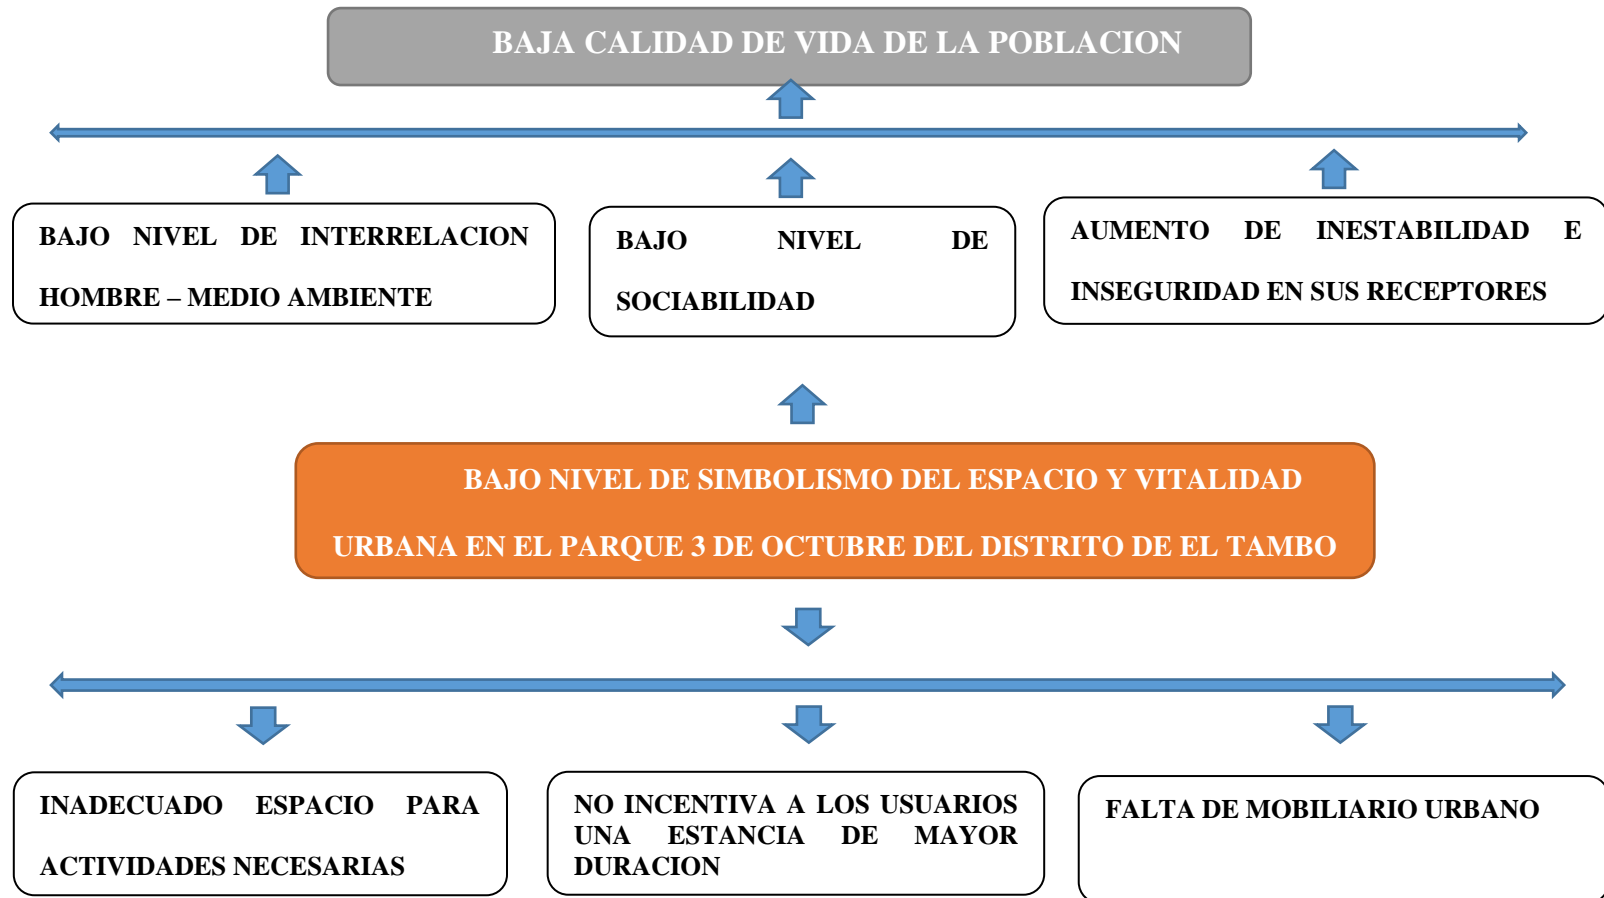 BAJA CALIDAD DE VIDA DE LA POBLACION
BAJO NIVEL DE INTERRELACION
HOMBRE – MEDIO AMBIENTE
BAJO NIVEL DE
SOCIABILIDAD
AUMENTO DE INESTABILIDAD E
INSEGURIDAD EN SUS RECEPTORES
BAJO NIVEL DE SIMBOLISMO DEL ESPACIO Y VITALIDAD
URBANA EN EL PARQUE 3 DE OCTUBRE DEL DISTRITO DE EL TAMBO
INADECUADO ESPACIO PARA
ACTIVIDADES NECESARIAS
NO INCENTIVA A LOS USUARIOS
UNA ESTANCIA DE MAYOR
DURACION
FALTA DE MOBILIARIO URBANO